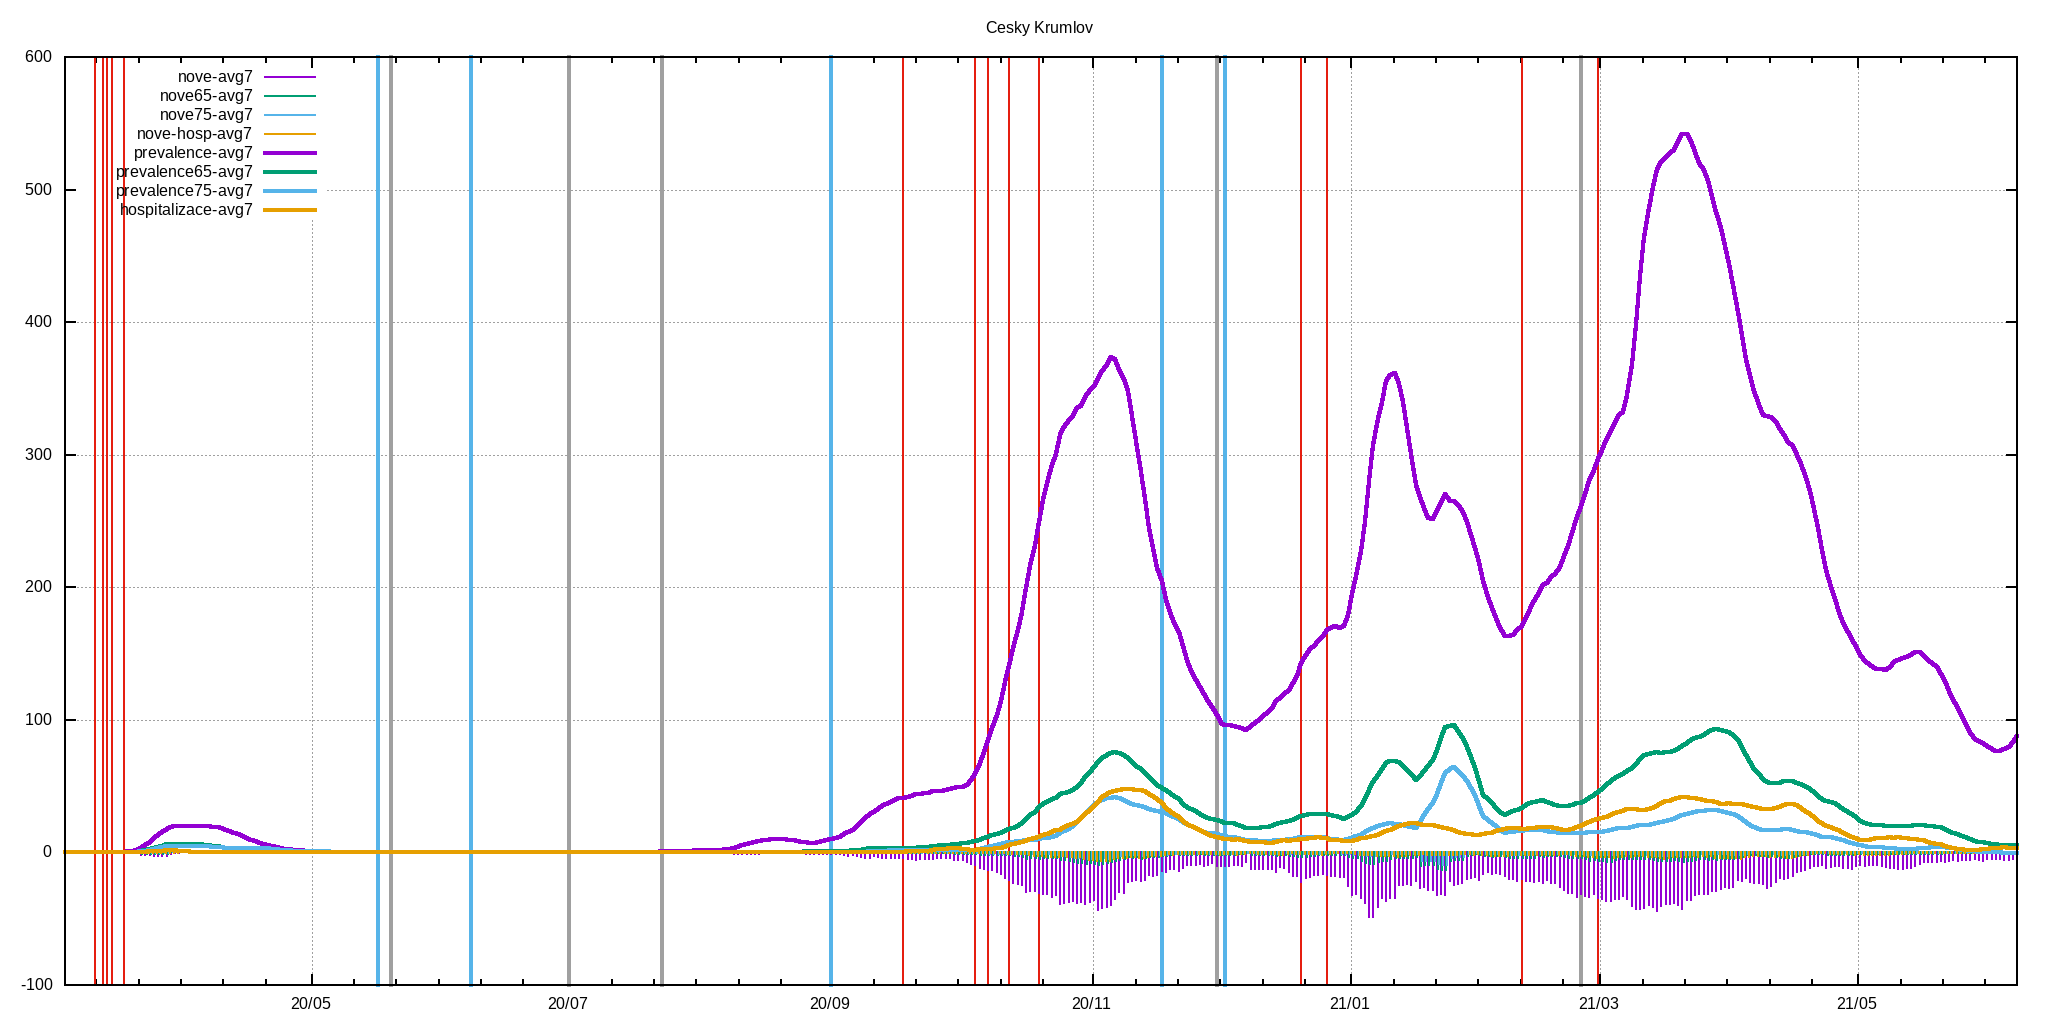 Cesky Krumlov
600
500
400
300
200
100
0
-100
nove-avg7
nove65-avg7
nove75-avg7
nove-hosp-avg7
prevalence-avg7
prevalence65-avg7
prevalence75-avg7
hospitalizace-avg7
20/05 20/07 20/09 20/11 21/01 21/03 21/05